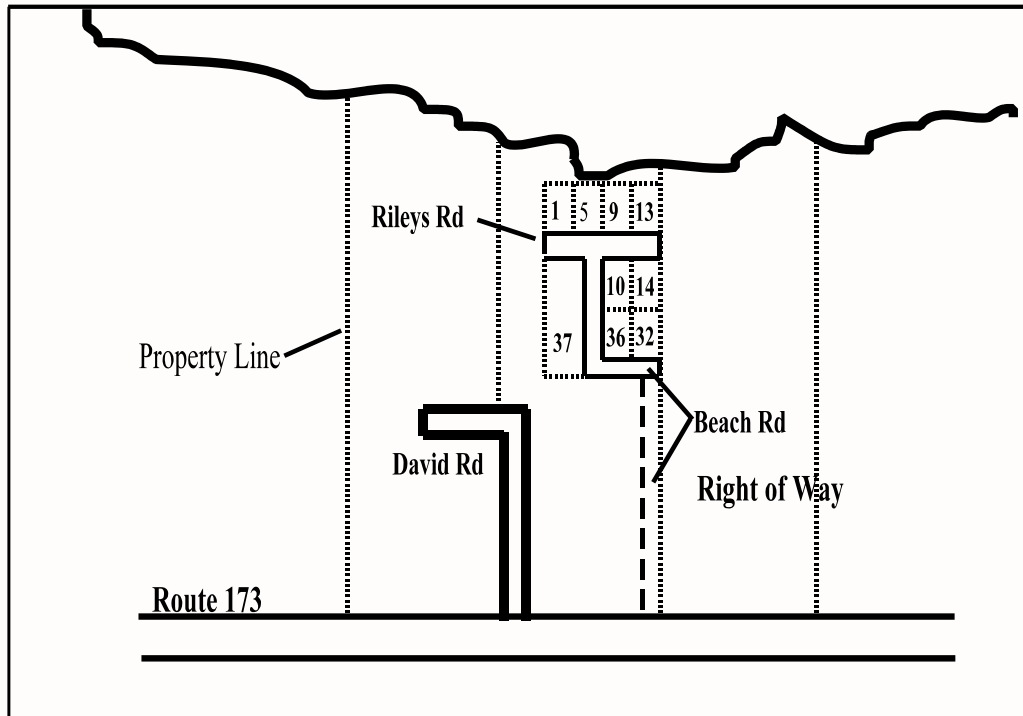 1 5 9 13
Rileys Rd
10 14
37 36 32
Property Line
Beach Rd
David Rd
Right of Way
Route 173